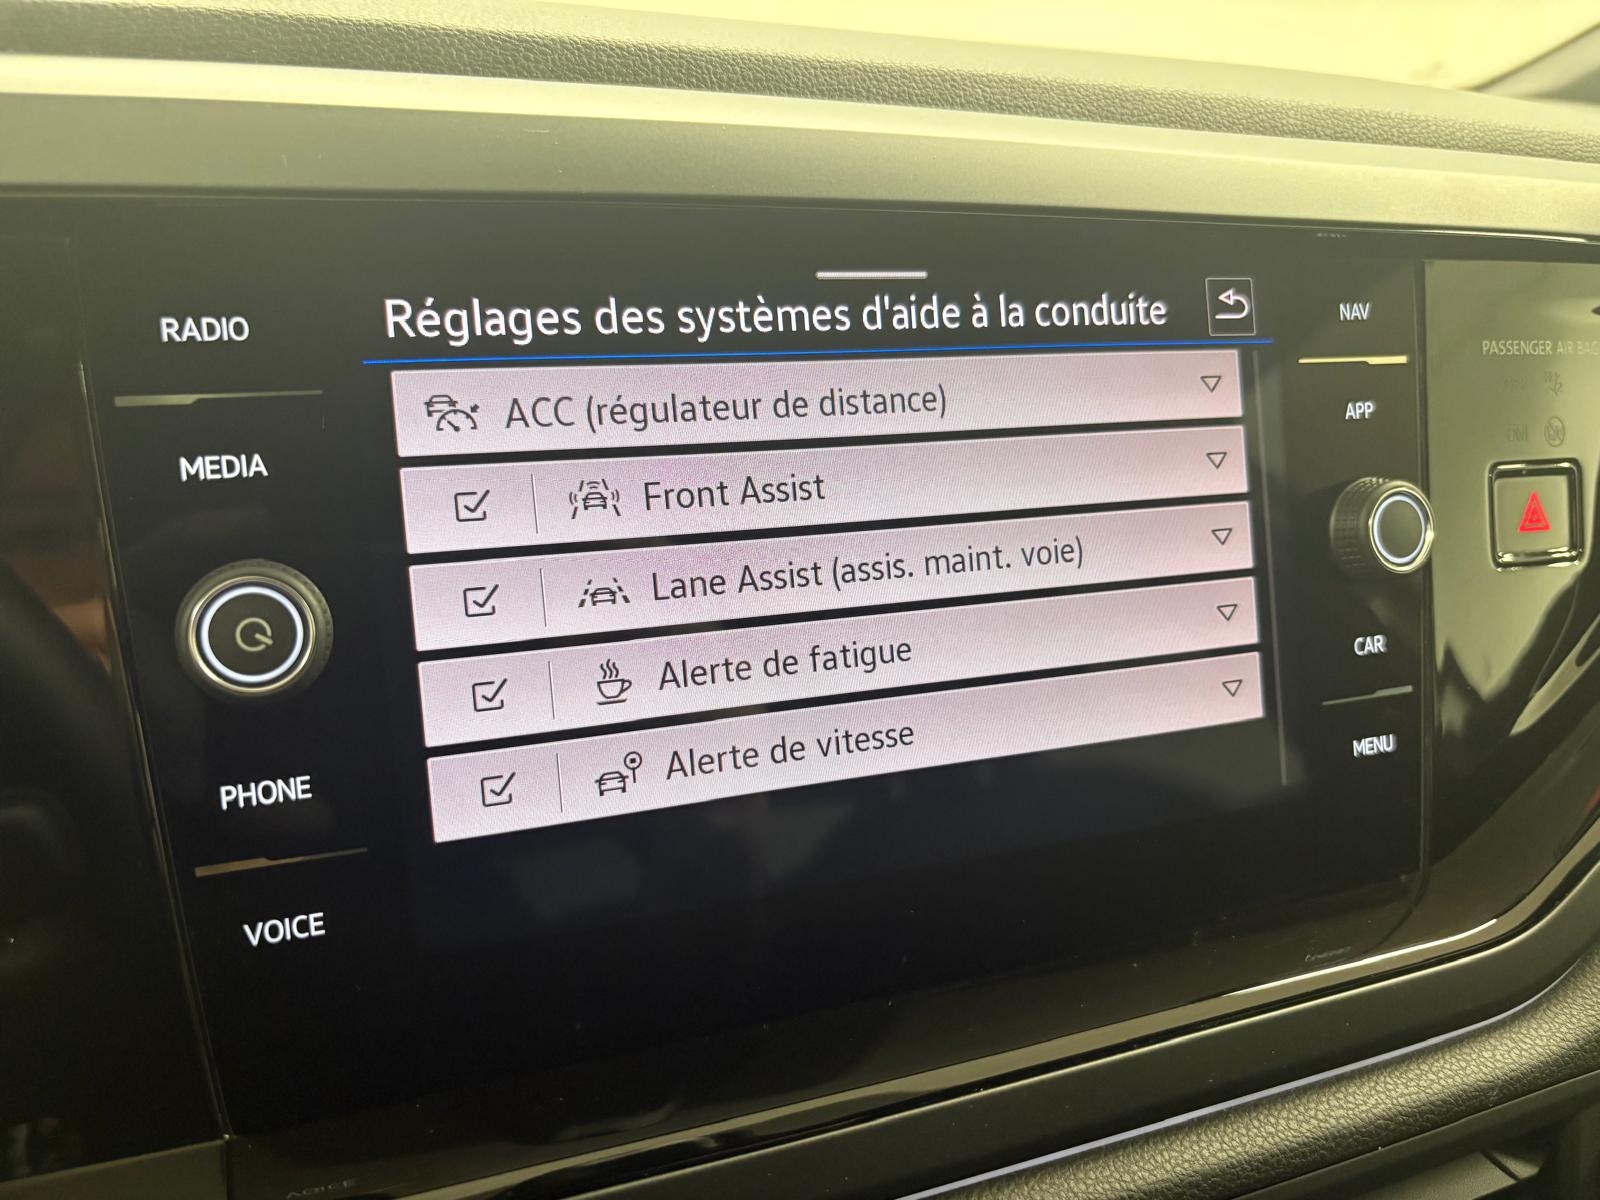 Réglages des systèmes d'aide à la conduite
ACC (régulateur de distance)
Front Assist
Lane Assist (assis. maint. voie)
Alerte de fatigue
Alerte de vitesse
RADIO
MEDIA
PHONE
VOICE
NAV
APP
CAR
MENU
PASSENGER AIR BAG